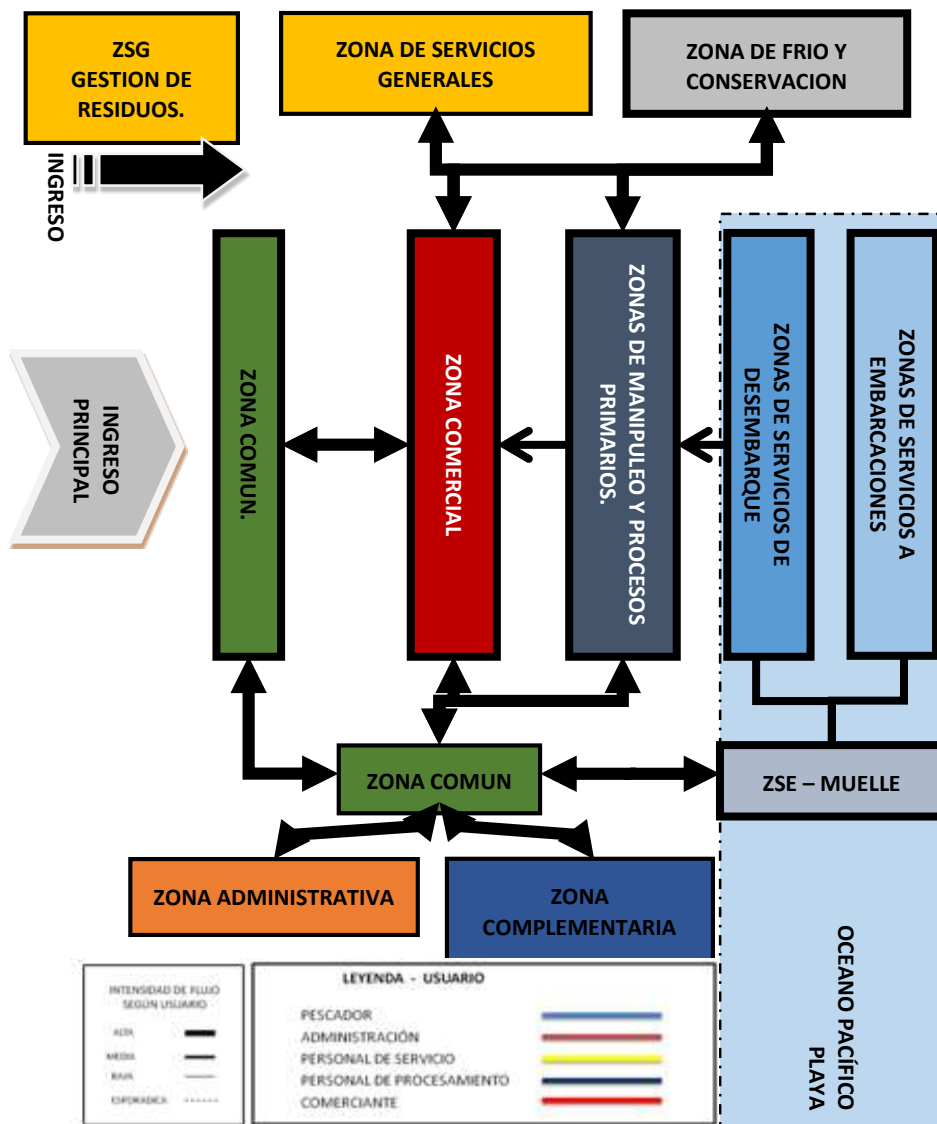 ZSG
GESTION DE
RESIDUOS.
ZONA DE SERVICIOS
GENERALES
ZONA DE FRIO Y
CONSERVACION
INGRESO
INGRESO
PRINCIPAL
ZONA COMUN.
ZONA COMERCIAL
ZONAS DE MANIPULEO Y PROCESOS
PRIMARIOS.
ZONAS DE SERVICIOS DE
DESEMBARQUE
ZONAS DE SERVICIOS A
EMBARCACIONES
ZONA COMUN
ZSE – MUELLE
ZONA ADMINISTRATIVA
ZONA
COMPLEMENTARIA
OCEANO PACÍFICO
PLAYA
INTENSIDAD DE FLUJO
SEGÚN USUARIO
ALTA
MEDIA
BAJA
ESPORADICA
LEYENDA - USUARIO
PESCADOR
ADMINISTRACIÓN
PERSONAL DE SERVICIO
PERSONAL DE PROCESAMIENTO
COMERCIANTE